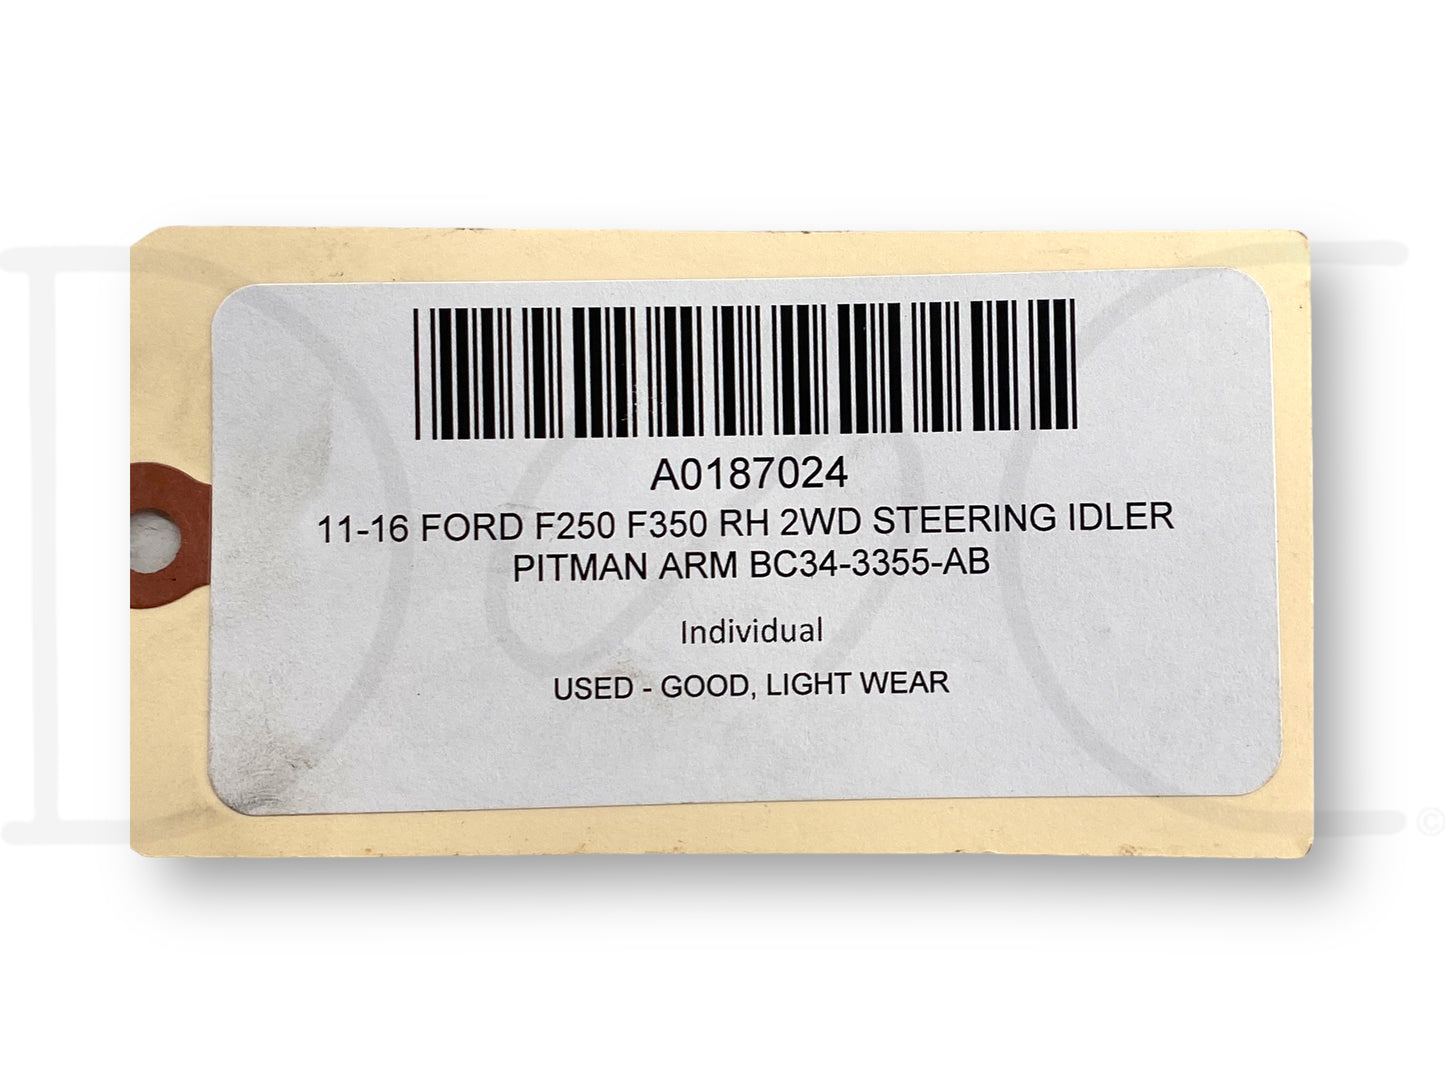 A0187024
11-16 FORD F250 F350 RH 2WD STEERING IDLER
PITMAN ARM BC34-3355-AB
Individual
USED - GOOD, LIGHT WEAR
©